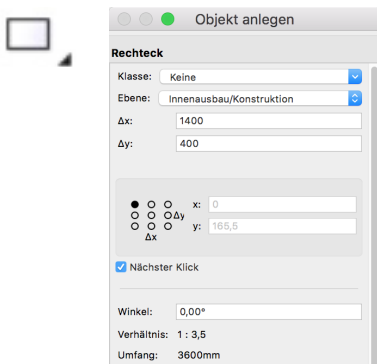 Objekt anlegen
Rechteck
Klasse: Keine
Ebene: Innenausbau/Konstruktion
Δx: 1400
Δy: 400
x: 0
Δy
y: 165,5
Δx
Nächster Klick
Winkel: 0,00°
Verhältnis: 1 : 3,5
Umfang: 3600mm